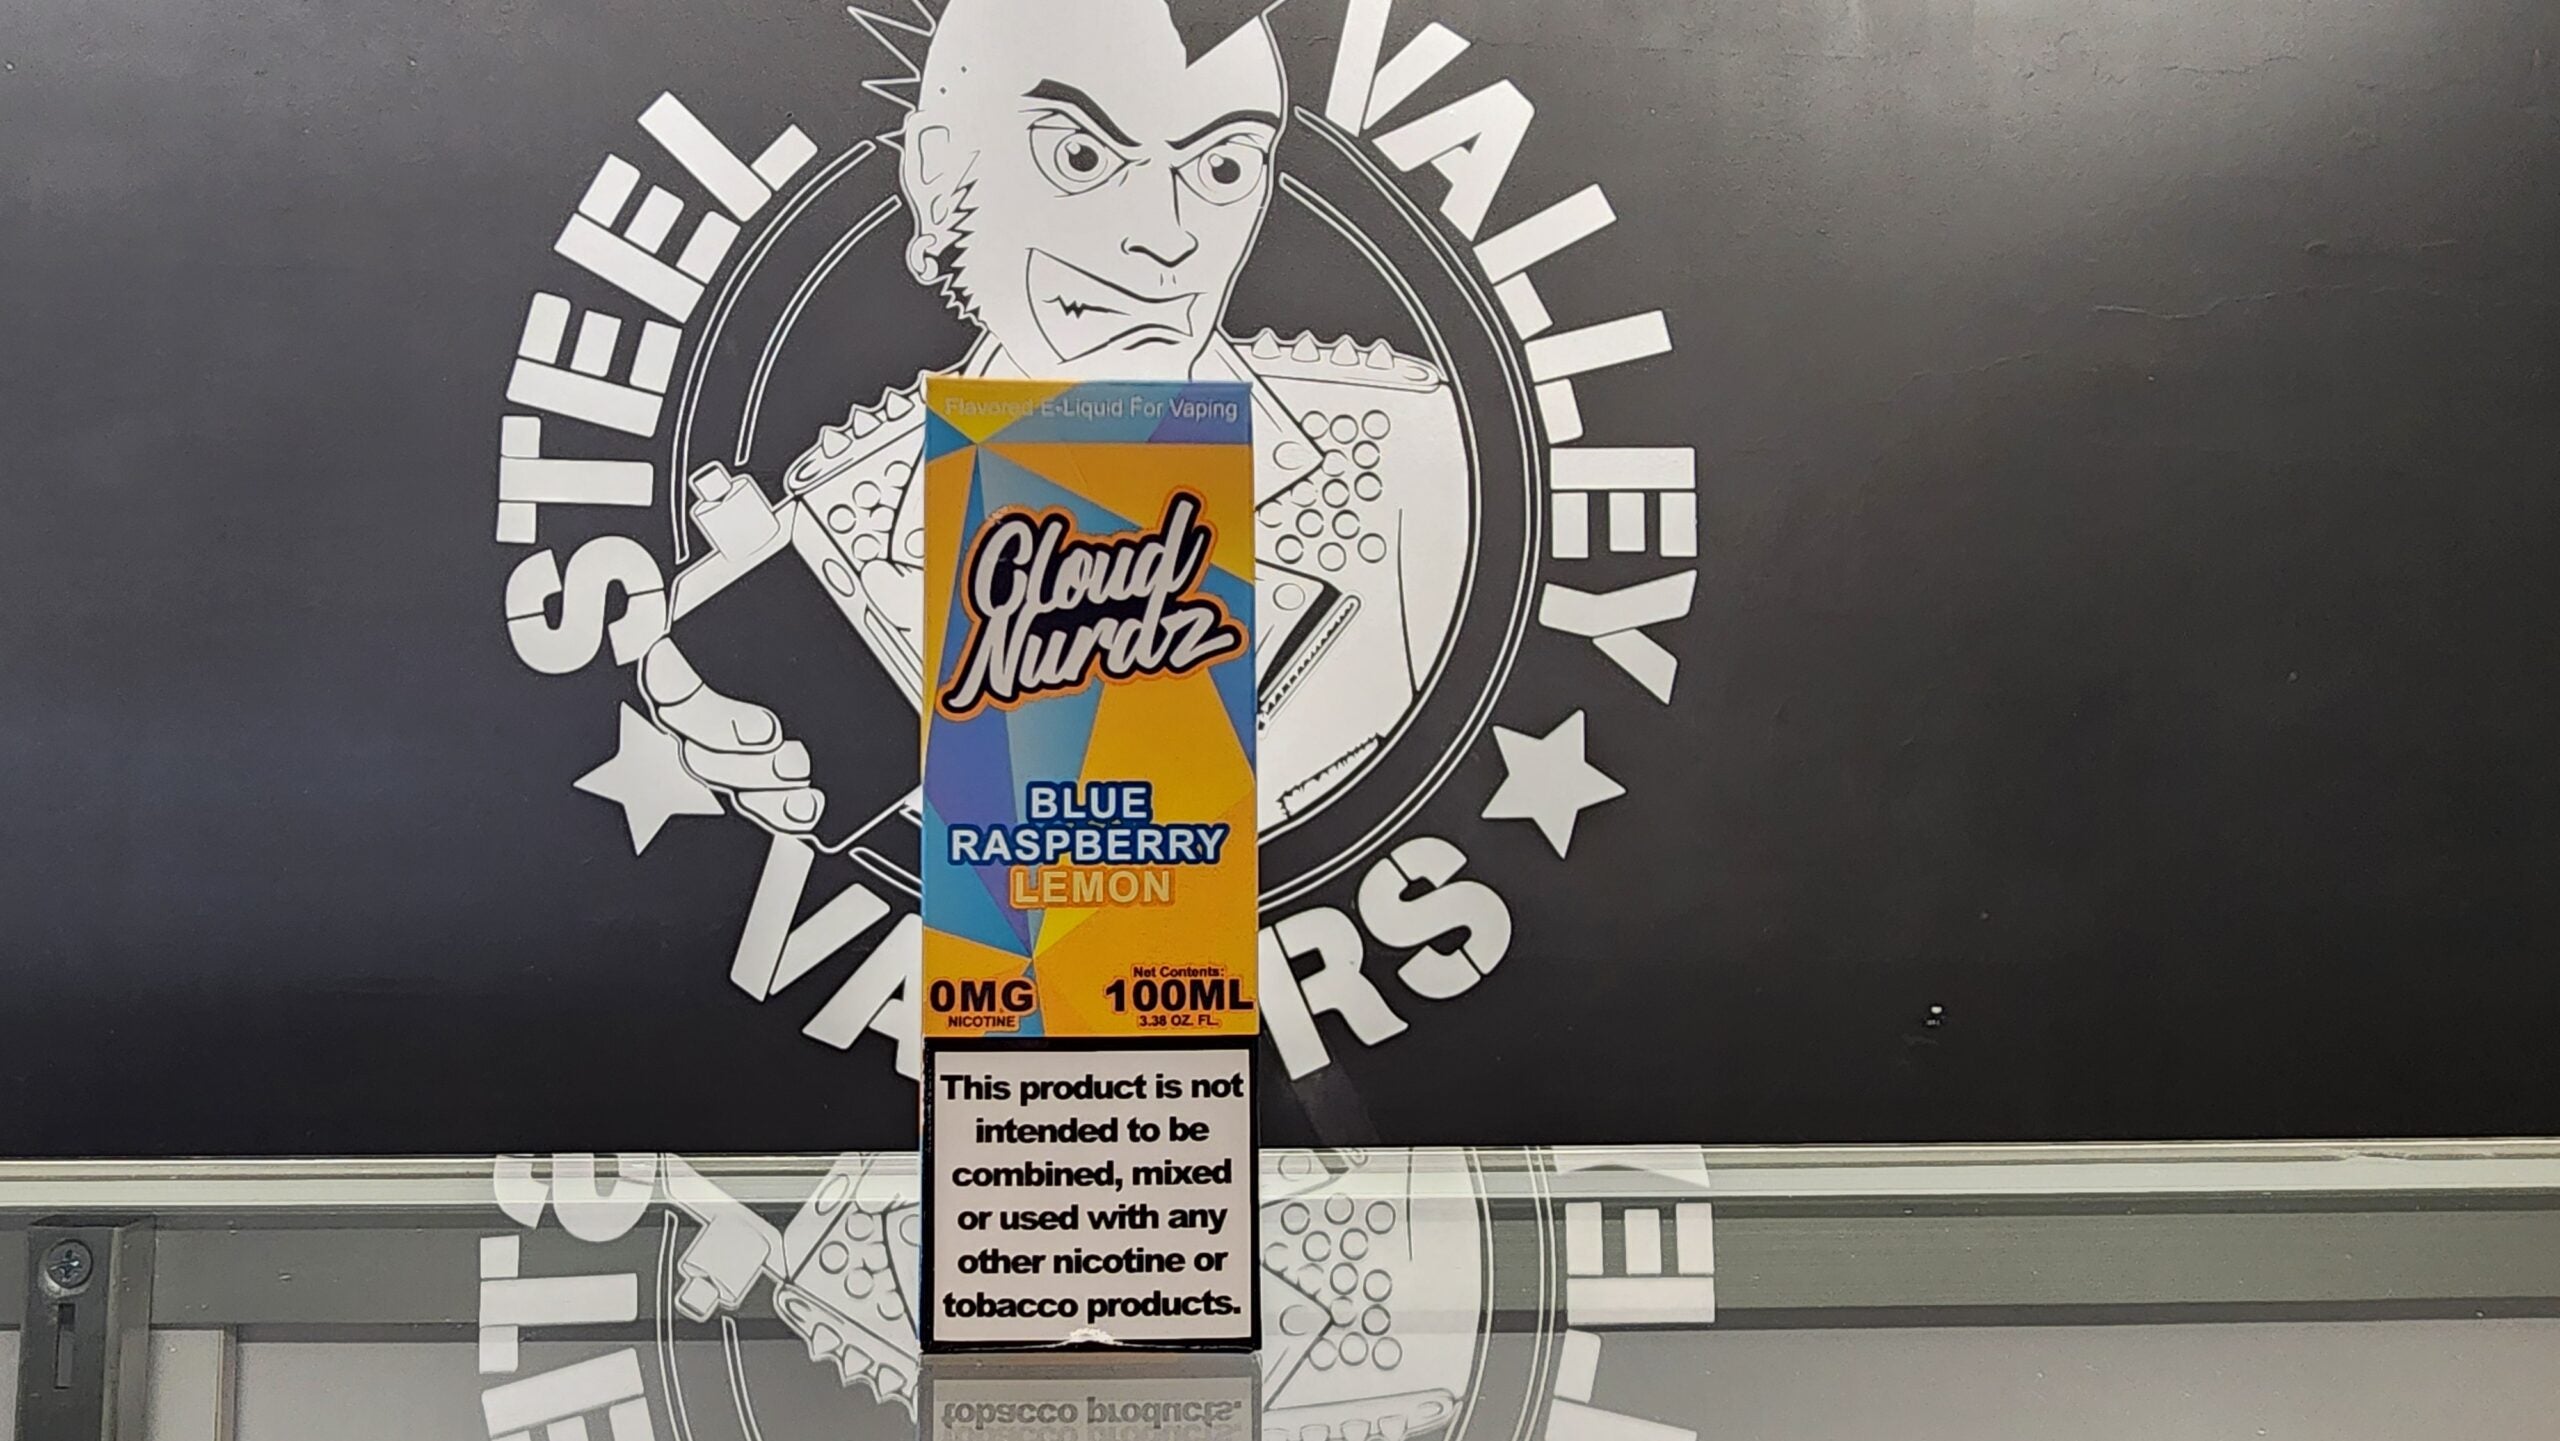 STEEL VALLEY
Flavored E-Liquid For Vaping
Cloud
Nurdz
BLUE
RASPBERRY
LEMON
0MG
NICOTINE
Net Contents:
100ML
3.38 OZ. FL.
This product is not
intended to be
combined, mixed
or used with any
other nicotine or
tobacco products.